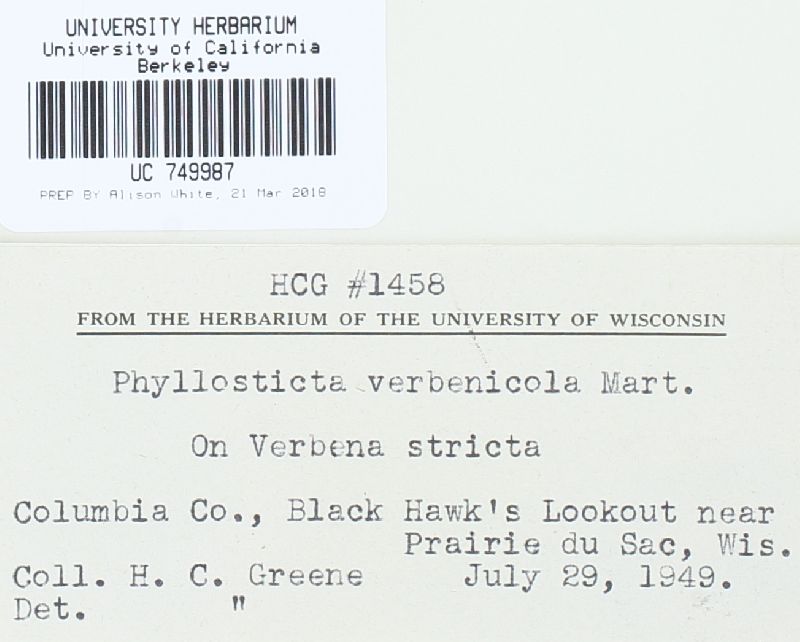 UNIVERSITY HERBARIUM
University of California
Berkeley
UC 749987
PREP BY Alison White, 21 Mar 2018
HCG #1458
FROM THE HERBARIUM OF THE UNIVERSITY OF WISCONSIN
Phyllosticta verbenicola Mart.
On Verbena stricta
Columbia Co., Black Hawk's Lookout near
Prairie du Sac, Wis.
Coll. H. C. Greene July 29, 1949.
Det. "